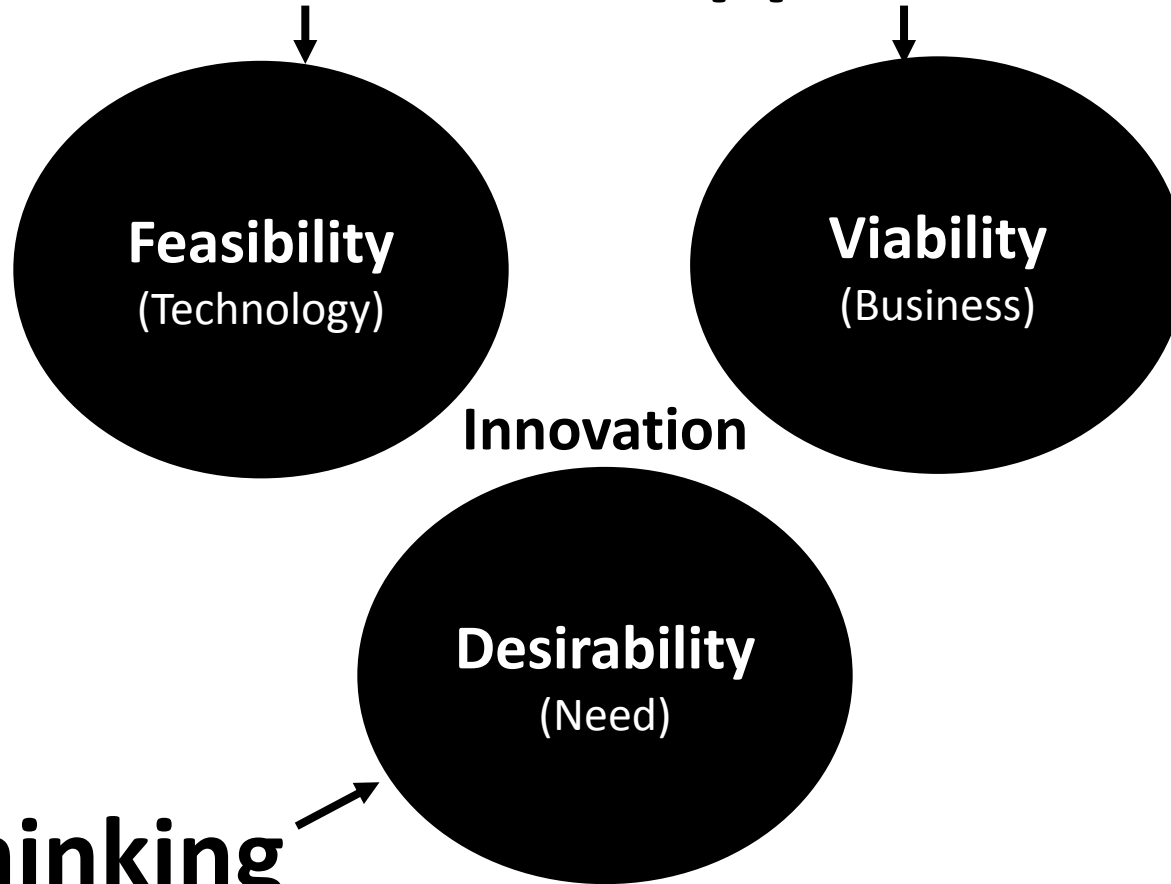 Feasibility
(Technology)
Viability
(Business)
Innovation
Desirability
(Need)